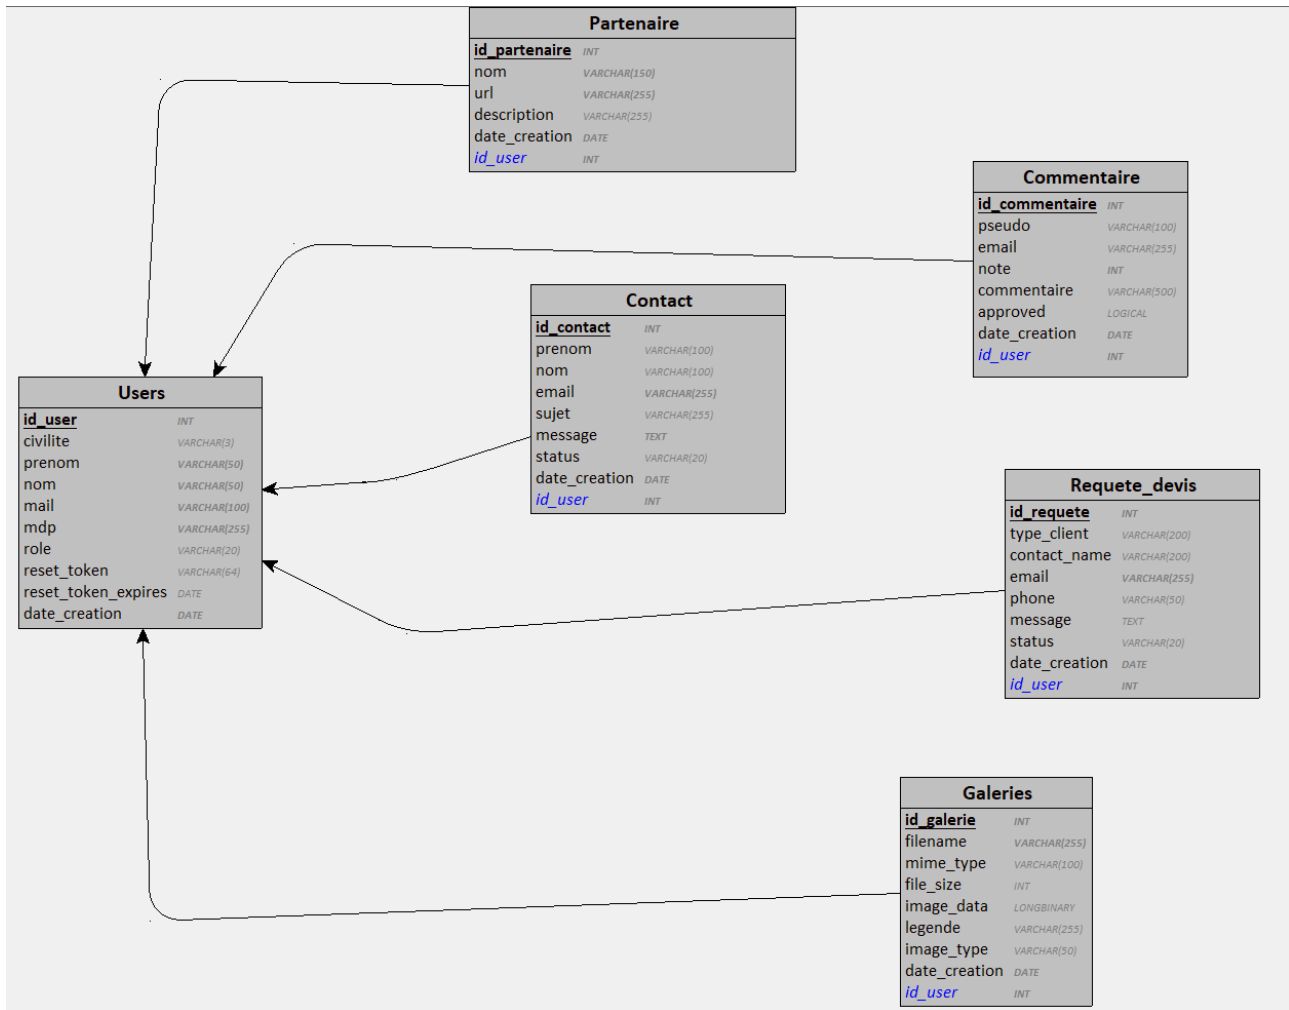 Partenaire
id_partenaire INT
nom VARCHAR(150)
url VARCHAR(255)
description VARCHAR(255)
date_creation DATE
id_user INT
Commentaire
id_commentaire INT
pseudo VARCHAR(100)
email VARCHAR(255)
note INT
commentaire VARCHAR(500)
approved LOGICAL
date_creation DATE
id_user INT
Contact
id_contact INT
prenom VARCHAR(100)
nom VARCHAR(100)
email VARCHAR(255)
sujet VARCHAR(255)
message TEXT
status VARCHAR(20)
date_creation DATE
id_user INT
Users
id_user INT
civilite VARCHAR(3)
prenom VARCHAR(50)
nom VARCHAR(50)
mail VARCHAR(100)
mdp VARCHAR(255)
role VARCHAR(20)
reset_token VARCHAR(64)
reset_token_expires DATE
date_creation DATE
Requete_devis
id_requete INT
type_client VARCHAR(200)
contact_name VARCHAR(200)
email VARCHAR(255)
phone VARCHAR(50)
message TEXT
status VARCHAR(20)
date_creation DATE
id_user INT
Galeries
id_galerie INT
filename VARCHAR(255)
mime_type VARCHAR(100)
file_size INT
image_data LONGBINARY
legende VARCHAR(255)
image_type VARCHAR(50)
date_creation DATE
id_user INT